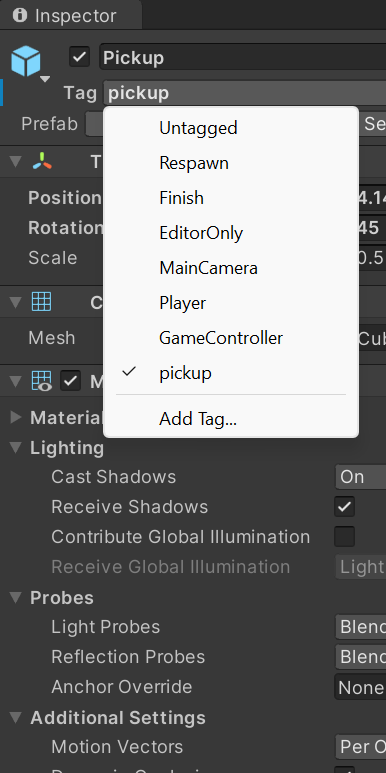 Inspector
Pickup
Tag pickup
Prefab Se
Untagged
Respawn
Finish
EditorOnly
MainCamera
Player
GameController
pickup
Add Tag...
T
Position 4.14
Rotation 45
Scale 0.5
C
Mesh Cub
M
Material
Lighting
Cast Shadows On
Receive Shadows
Contribute Global Illumination
Receive Global Illumination Light
Probes
Light Probes Blend
Reflection Probes Blend
Anchor Override None
Additional Settings
Motion Vectors Per O